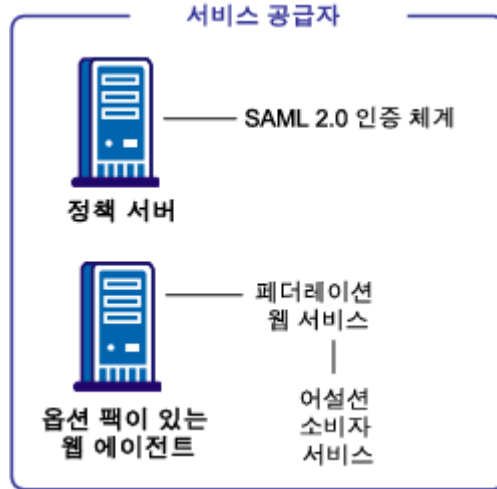 서비스 공급자
SAML 2.0 인증 체계
정책 서버
페더레이션
웹 서비스
어설션
소비자
서비스
옵션 팩이 있는
웹 에이전트